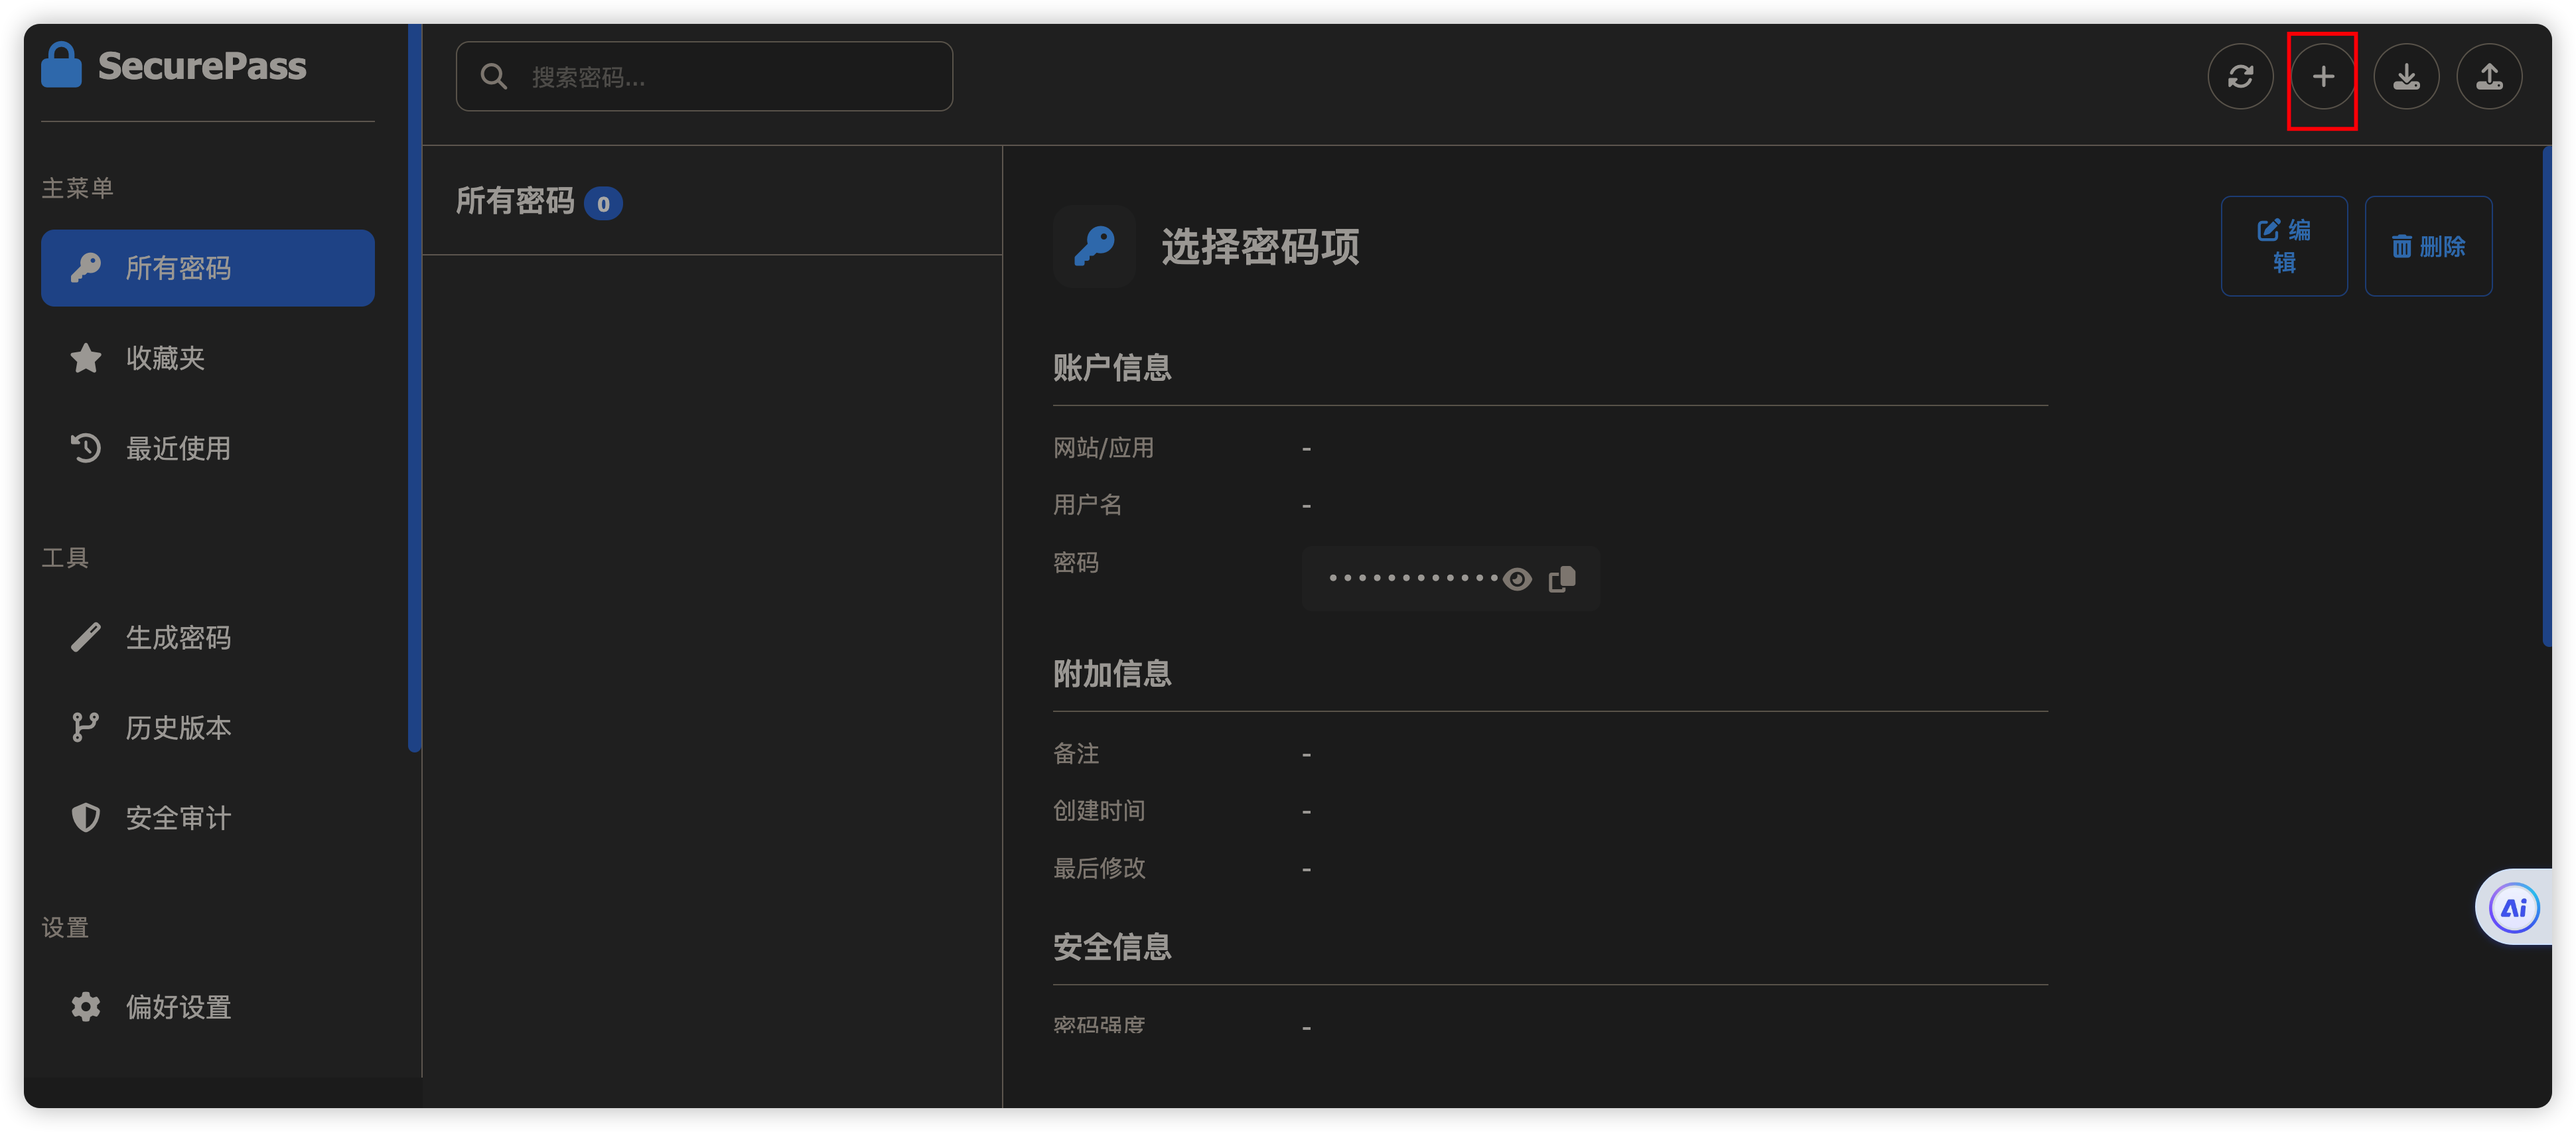 SecurePass
搜索密码...
主菜单
所有密码
收藏夹
最近使用
工具
生成密码
历史版本
安全审计
设置
偏好设置
所有密码 0
选择密码项
编
辑
删除
账户信息
网站/应用 -
用户名 -
密码 ••••••••••••
附加信息
备注 -
创建时间 -
最后修改 -
安全信息
密码强度 -
Ai